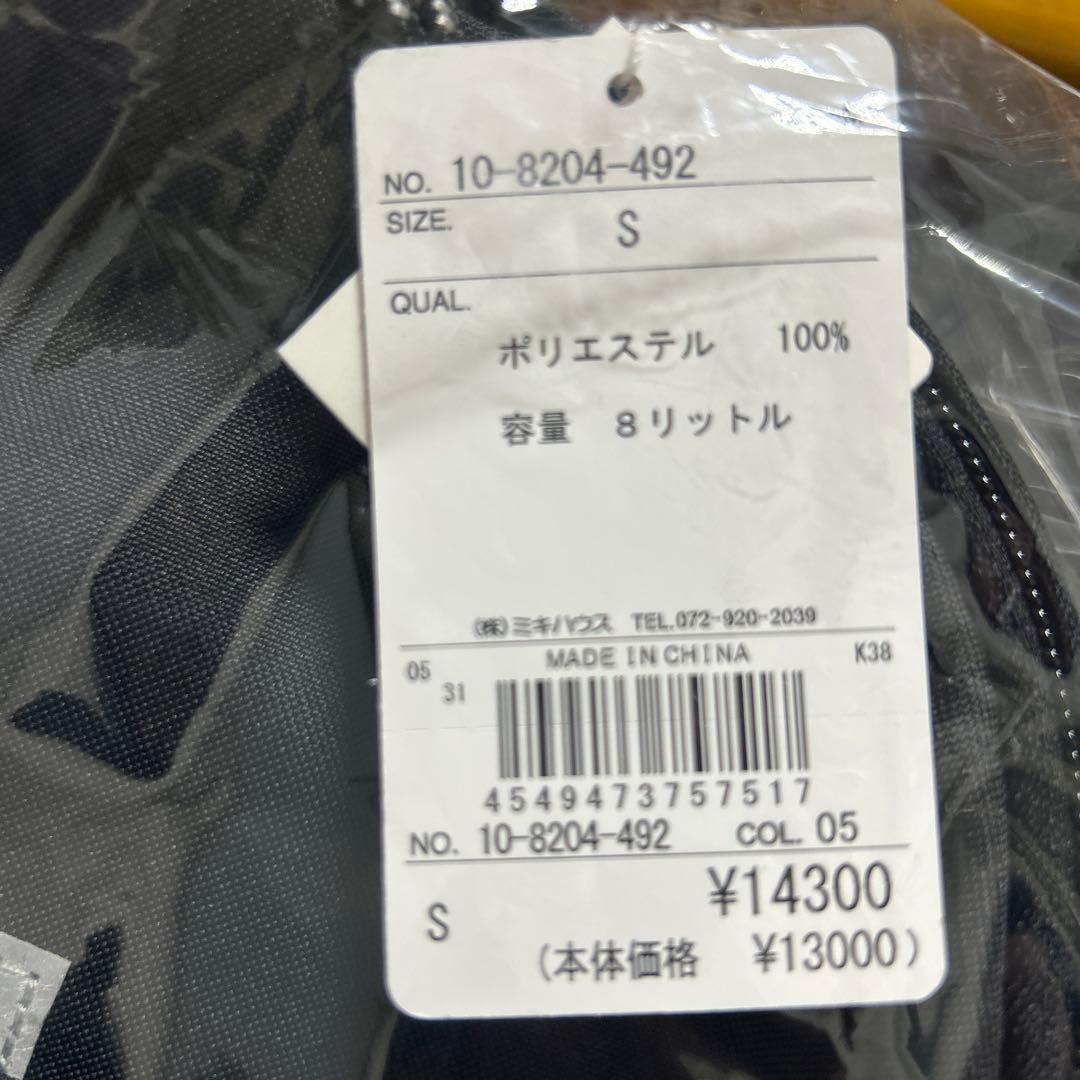 NO. 10-8204-492
SIZE. S
QUAL.
ポリエステル 100%
容量 8リットル
(株)ミキハウス TEL.072-920-2039
05 MADE IN CHINA K38
31
4549473757517
NO. 10-8204-492 COL. 05
S ¥14300
(本体価格 ¥13000)